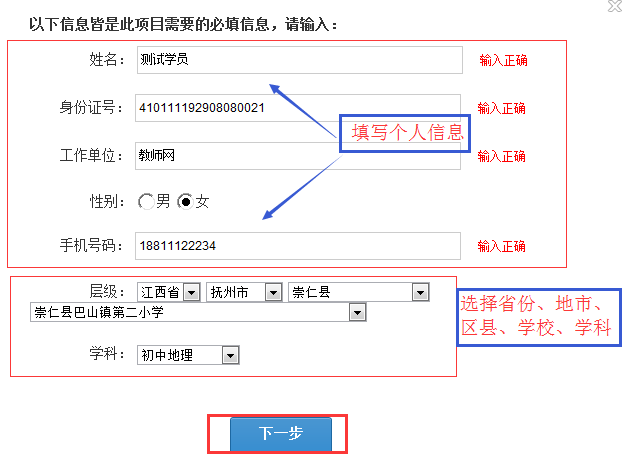 以下信息皆是此项目需要的必填信息，请输入：
姓名： 测试学员 输入正确
身份证号： 410111192908080021 输入正确
填写个人信息
工作单位： 教师网 输入正确
性别： 男 女
手机号码： 18811122234 输入正确
层级： 江西省 抚州市 崇仁县
崇仁县巴山镇第二小学
选择省份、地市、
区县、学校、学科
学科： 初中地理
下一步